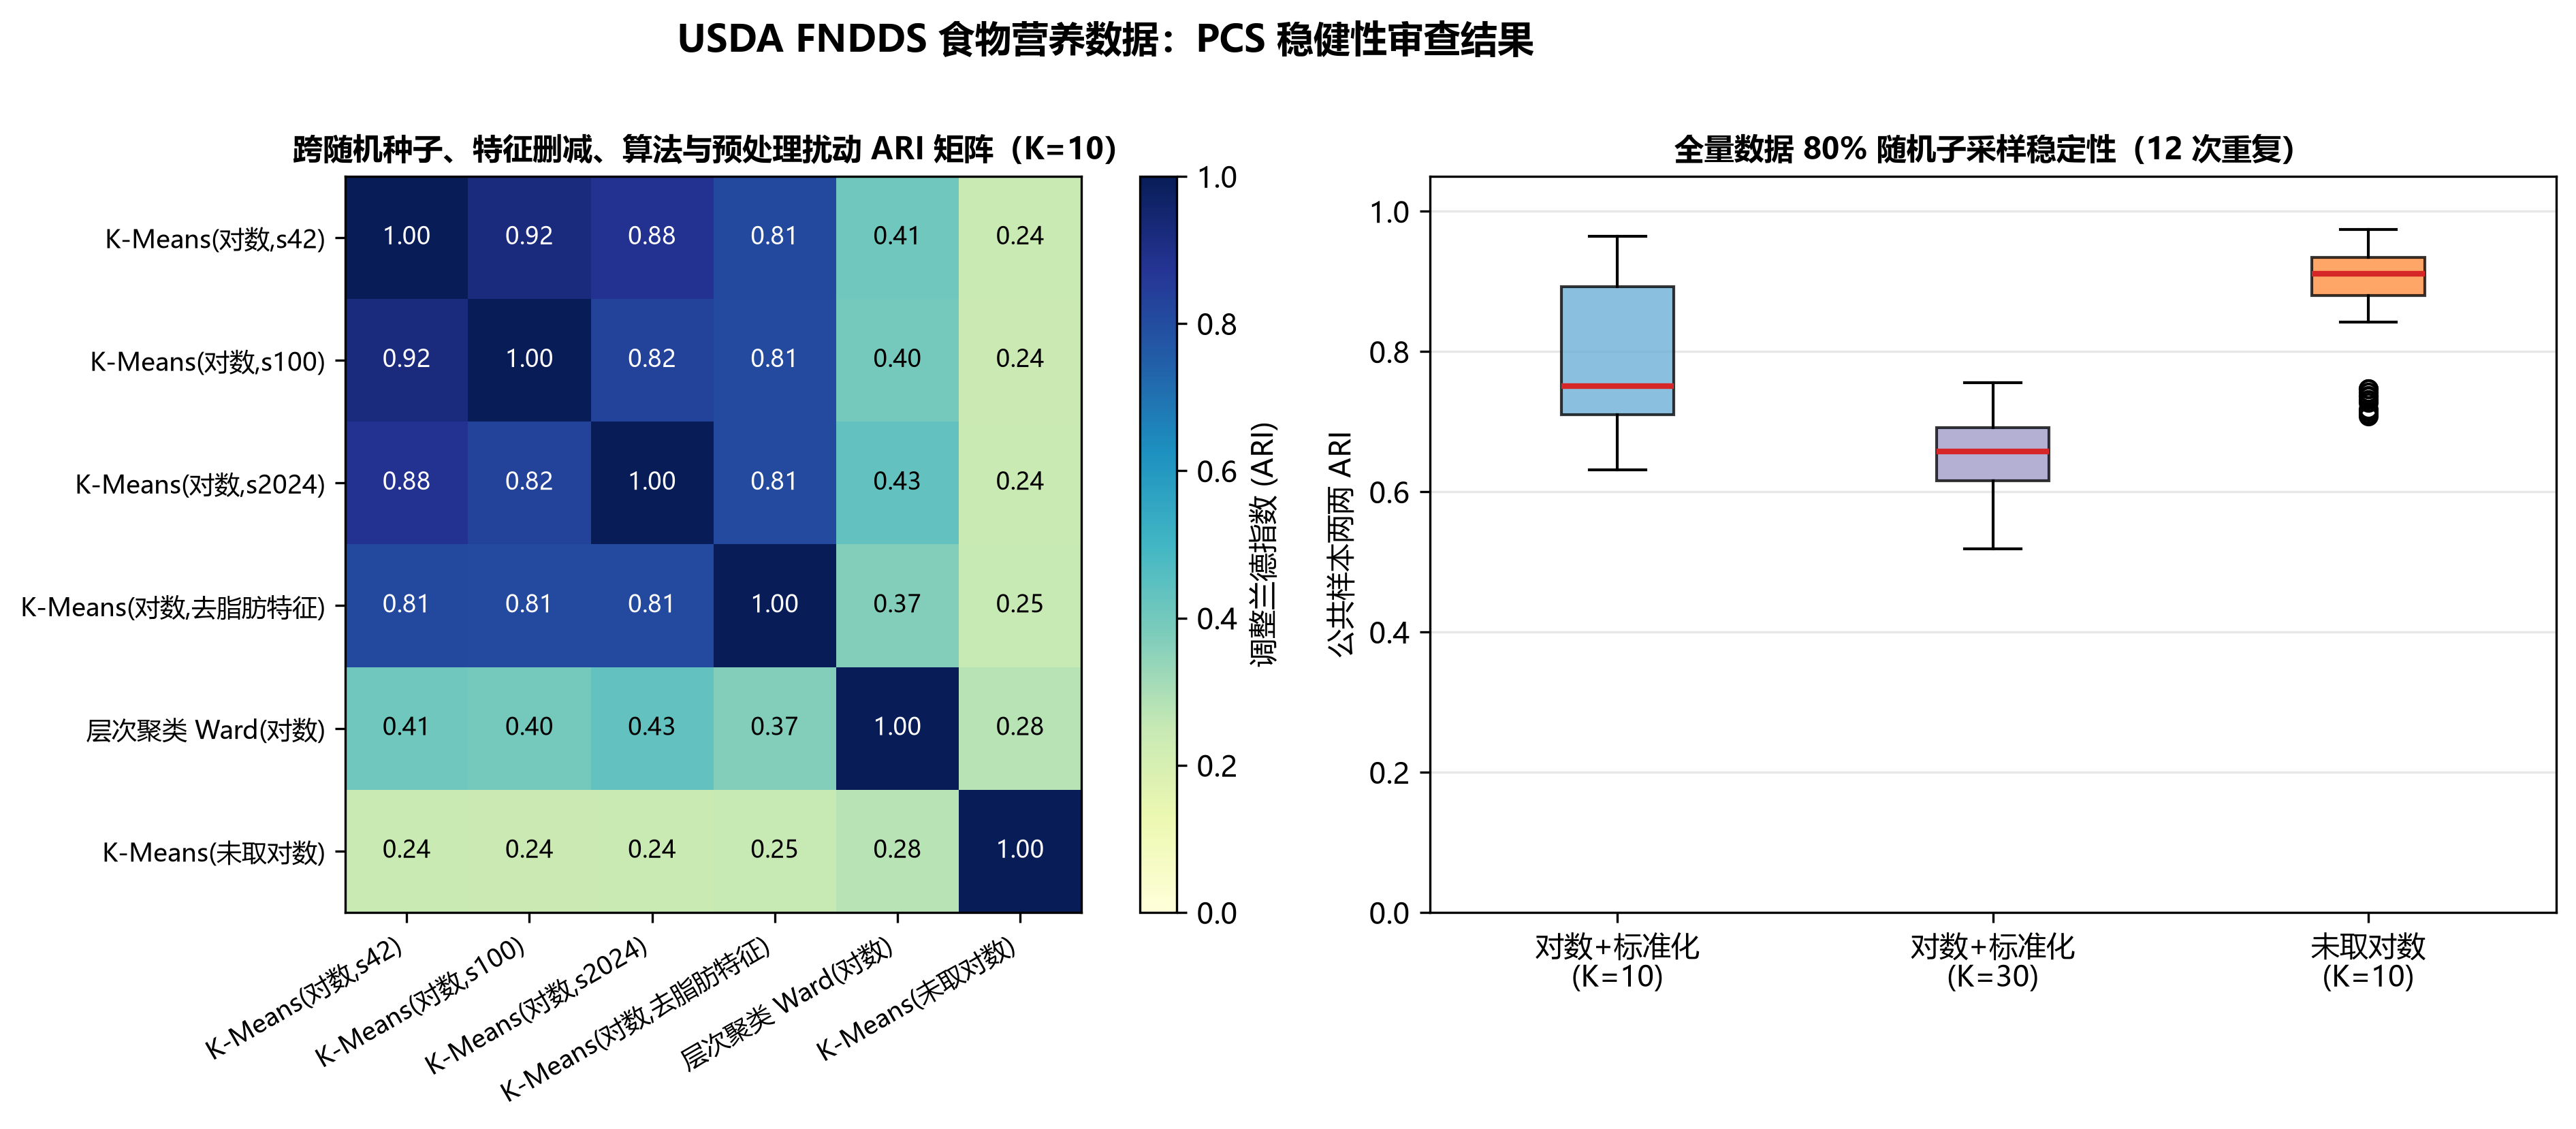 USDA FNDDS 食物营养数据：PCS 稳健性审查结果
跨随机种子、特征删减、算法与预处理扰动 ARI 矩阵（K=10）
K-Means(对数,s42)
1.00 0.92 0.88 0.81 0.41 0.24
K-Means(对数,s100)
0.92 1.00 0.82 0.81 0.40 0.24
K-Means(对数,s2024)
0.88 0.82 1.00 0.81 0.43 0.24
K-Means(对数,去脂肪特征)
0.81 0.81 0.81 1.00 0.37 0.25
层次聚类 Ward(对数)
0.41 0.40 0.43 0.37 1.00 0.28
K-Means(未取对数)
0.24 0.24 0.24 0.25 0.28 1.00
K-Means(对数,s42)
K-Means(对数,s100)
K-Means(对数,s2024)
K-Means(对数,去脂肪特征)
层次聚类 Ward(对数)
K-Means(未取对数)
1.0
0.8
0.6
0.4
0.2
0.0
调整兰德指数 (ARI)
全量数据 80% 随机子采样稳定性（12 次重复）
公共样本两两 ARI
1.0
0.8
0.6
0.4
0.2
0.0
对数+标准化
(K=10)
对数+标准化
(K=30)
未取对数
(K=10)